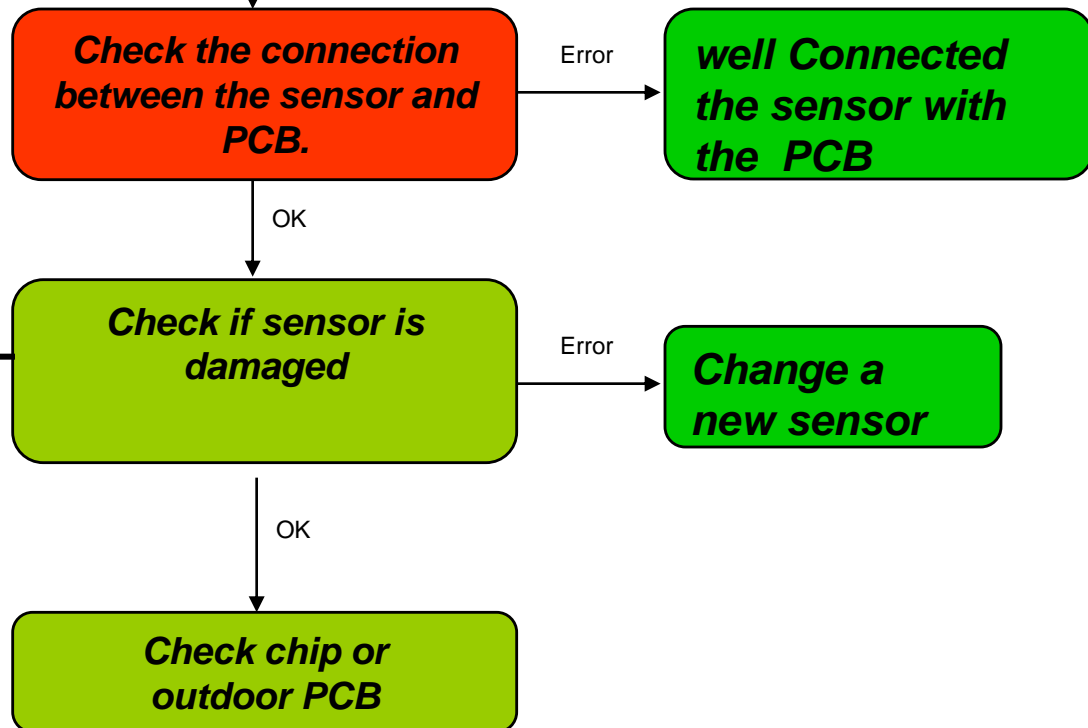 Check the connection
between the sensor and
PCB.
Error
well Connected
the sensor with
the PCB
OK
Check if sensor is
damaged
Error
Change a
new sensor
OK
Check chip or
outdoor PCB